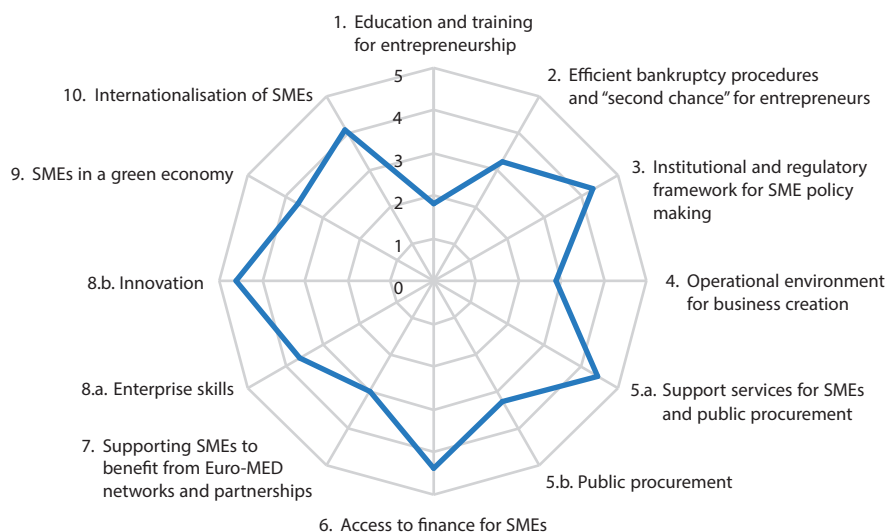 1. Education and training
for entrepreneurship
2. Efficient bankruptcy procedures
and “second chance” for entrepreneurs
3. Institutional and regulatory
framework for SME policy
making
4. Operational environment
for business creation
5.a. Support services for SMEs
and public procurement
5.b. Public procurement
6. Access to finance for SMEs
7. Supporting SMEs to
benefit from Euro-MED
networks and partnerships
8.a. Enterprise skills
8.b. Innovation
9. SMEs in a green economy
10. Internationalisation of SMEs
5
4
3
2
1
0